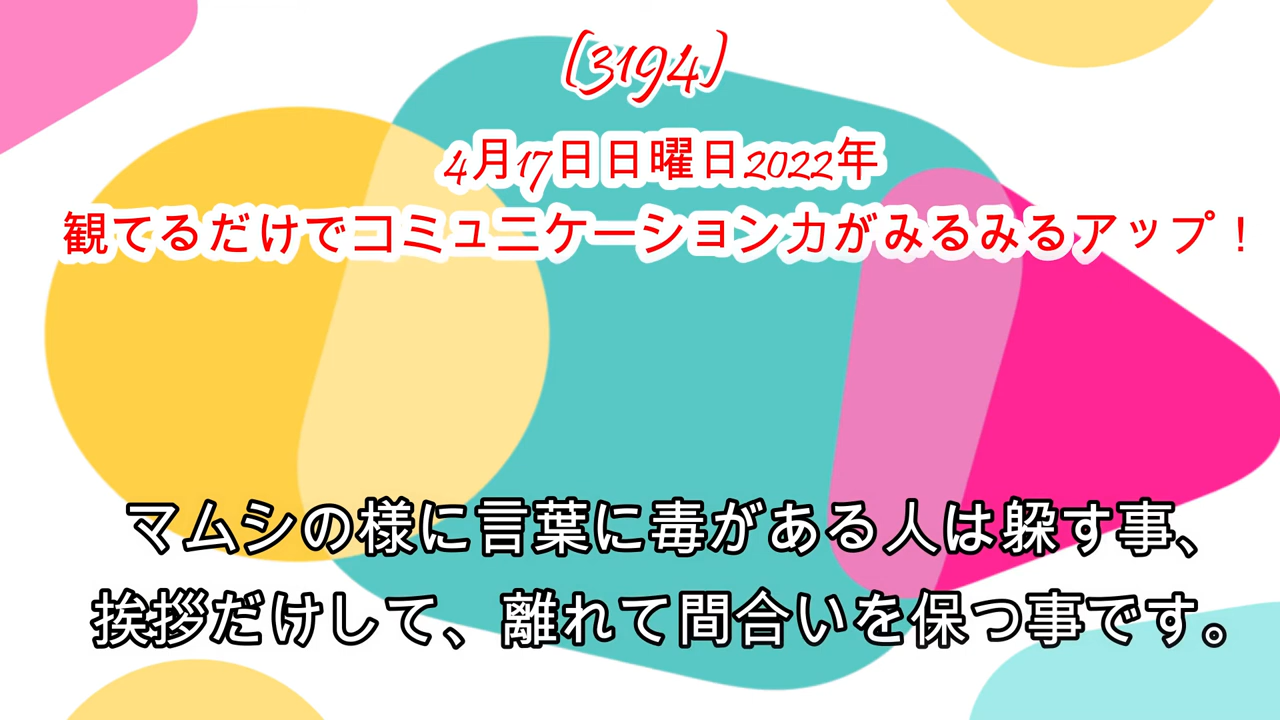 (3194)
4月17日日曜日2022年
観てるだけでコミュニケーション力がみるみるアップ！
マムシの様に言葉に毒がある人は躱す事、
挨拶だけして、離れて間合いを保つ事です。